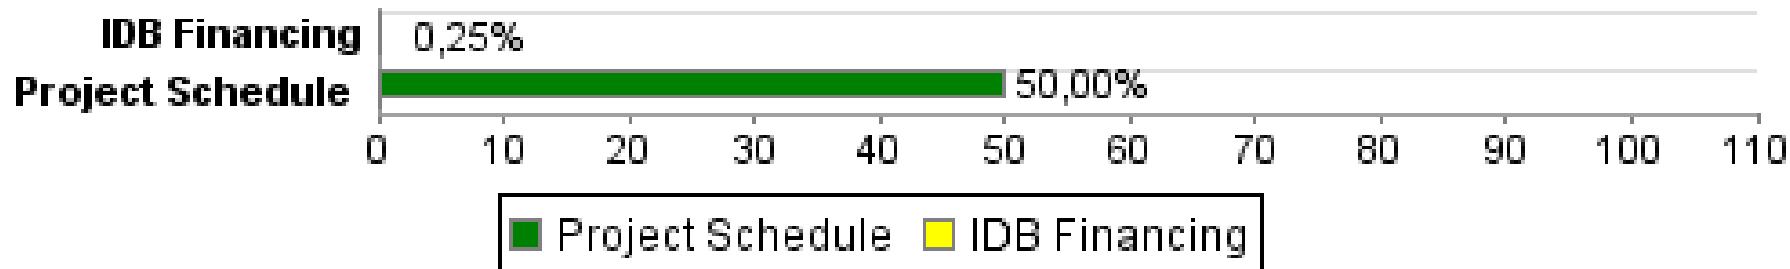 IDB Financing 0,25%
Project Schedule 50,00%
0 10 20 30 40 50 60 70 80 90 100 110
Project Schedule IDB Financing